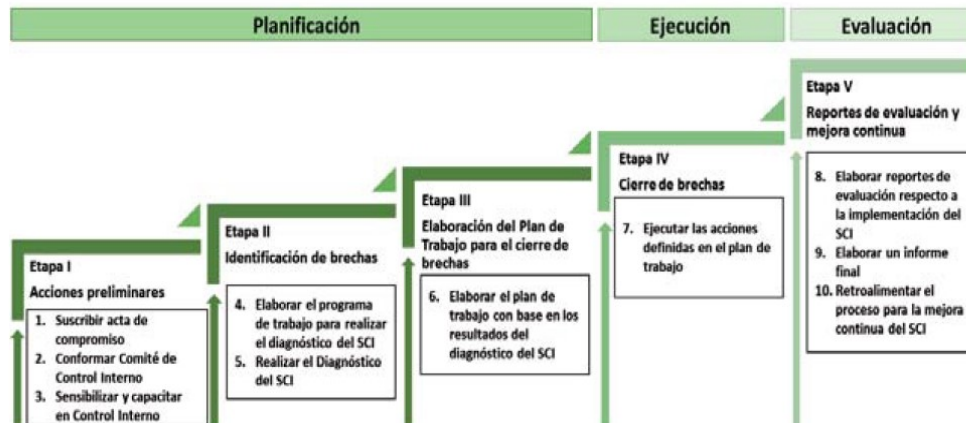 Planificación
Ejecución
Evaluación
Etapa I
Acciones preliminares
1. Suscribir acta de
compromiso
2. Conformar Comité de
Control Interno
3. Sensibilizar y capacitar
en Control Interno
Etapa II
Identificación de brechas
4. Elaborar el programa
de trabajo para realizar
el diagnóstico del SCI
5. Realizar el Diagnóstico
del SCI
Etapa III
Elaboración del Plan de
Trabajo para el cierre de
brechas
6. Elaborar el plan de
trabajo con base en los
resultados del
diagnóstico del SCI
Etapa IV
Cierre de brechas
7. Ejecutar las acciones
definidas en el plan de
trabajo
Etapa V
Reportes de evaluación y
mejora continua
8. Elaborar reportes de
evaluación respecto a
la implementación del
SCI
9. Elaborar un informe
final
10. Retroalimentar el
proceso para la mejora
continua del SCI